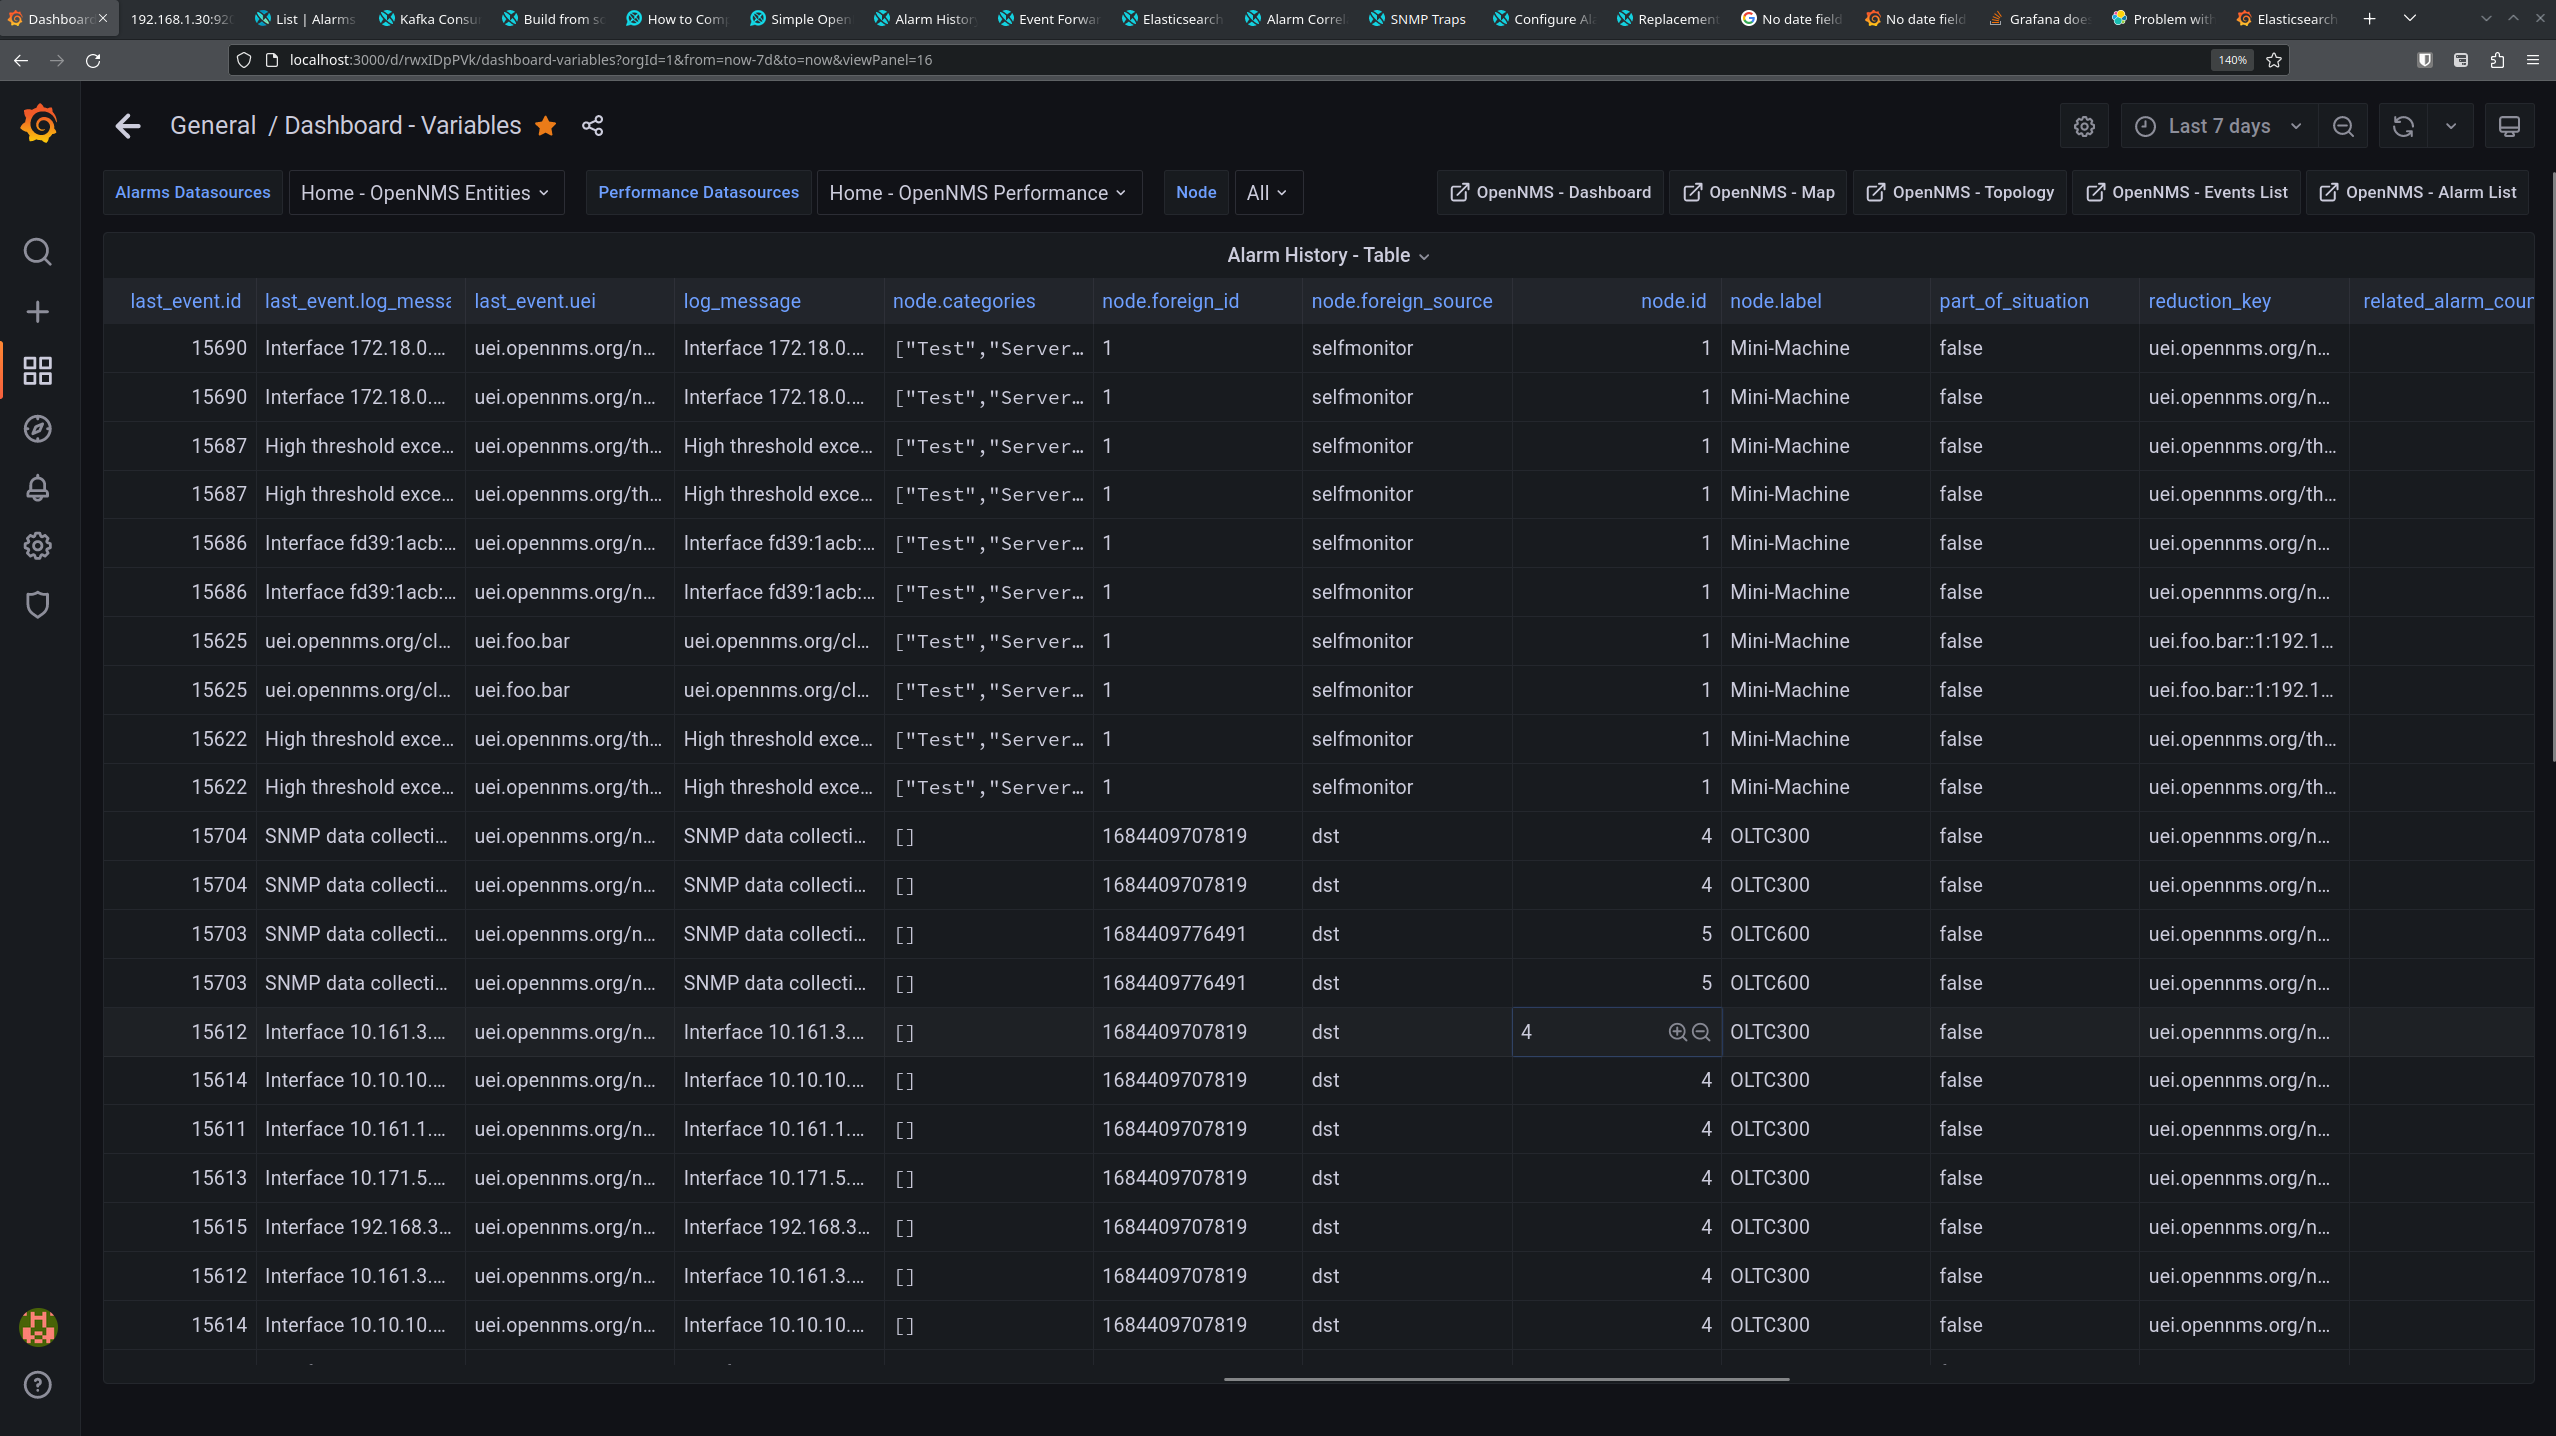 Dashboard 192.168.1.30:920 List | Alarms Kafka Consu Build from so How to Comp Simple Open Alarm History Event Forwar Elasticsearch Alarm Correl SNMP Traps Configure Ala Replacement No date field No date field Grafana does Problem with Elasticsearch
localhost:3000/d/rwxIDpPVk/dashboard-variables?orgId=1&from=now-7d&to=now&viewPanel=16 140%
General / Dashboard - Variables Last 7 days
Alarms Datasources Home - OpenNMS Entities Performance Datasources Home - OpenNMS Performance Node All OpenNMS - Dashboard OpenNMS - Map OpenNMS - Topology OpenNMS - Events List OpenNMS - Alarm List
Alarm History - Table
last_event.id last_event.log_messa last_event.uei log_message node.categories node.foreign_id node.foreign_source node.id node.label part_of_situation reduction_key related_alarm_coun
15690 Interface 172.18.0.… uei.opennms.org/n… Interface 172.18.0.… ["Test","Server… 1 selfmonitor 1 Mini-Machine false uei.opennms.org/n…
15690 Interface 172.18.0.… uei.opennms.org/n… Interface 172.18.0.… ["Test","Server… 1 selfmonitor 1 Mini-Machine false uei.opennms.org/n…
15687 High threshold exce… uei.opennms.org/th… High threshold exce… ["Test","Server… 1 selfmonitor 1 Mini-Machine false uei.opennms.org/th…
15687 High threshold exce… uei.opennms.org/th… High threshold exce… ["Test","Server… 1 selfmonitor 1 Mini-Machine false uei.opennms.org/th…
15686 Interface fd39:1acb:… uei.opennms.org/n… Interface fd39:1acb:… ["Test","Server… 1 selfmonitor 1 Mini-Machine false uei.opennms.org/n…
15686 Interface fd39:1acb:… uei.opennms.org/n… Interface fd39:1acb:… ["Test","Server… 1 selfmonitor 1 Mini-Machine false uei.opennms.org/n…
15625 uei.opennms.org/cl… uei.foo.bar uei.opennms.org/cl… ["Test","Server… 1 selfmonitor 1 Mini-Machine false uei.foo.bar::1:192.1…
15625 uei.opennms.org/cl… uei.foo.bar uei.opennms.org/cl… ["Test","Server… 1 selfmonitor 1 Mini-Machine false uei.foo.bar::1:192.1…
15622 High threshold exce… uei.opennms.org/th… High threshold exce… ["Test","Server… 1 selfmonitor 1 Mini-Machine false uei.opennms.org/th…
15622 High threshold exce… uei.opennms.org/th… High threshold exce… ["Test","Server… 1 selfmonitor 1 Mini-Machine false uei.opennms.org/th…
15704 SNMP data collecti… uei.opennms.org/n… SNMP data collecti… [] 1684409707819 dst 4 OLTC300 false uei.opennms.org/n…
15704 SNMP data collecti… uei.opennms.org/n… SNMP data collecti… [] 1684409707819 dst 4 OLTC300 false uei.opennms.org/n…
15703 SNMP data collecti… uei.opennms.org/n… SNMP data collecti… [] 1684409776491 dst 5 OLTC600 false uei.opennms.org/n…
15703 SNMP data collecti… uei.opennms.org/n… SNMP data collecti… [] 1684409776491 dst 5 OLTC600 false uei.opennms.org/n…
15612 Interface 10.161.3.… uei.opennms.org/n… Interface 10.161.3.… [] 1684409707819 dst 4 OLTC300 false uei.opennms.org/n…
15614 Interface 10.10.10.… uei.opennms.org/n… Interface 10.10.10.… [] 1684409707819 dst 4 OLTC300 false uei.opennms.org/n…
15611 Interface 10.161.1.… uei.opennms.org/n… Interface 10.161.1.… [] 1684409707819 dst 4 OLTC300 false uei.opennms.org/n…
15613 Interface 10.171.5.… uei.opennms.org/n… Interface 10.171.5.… [] 1684409707819 dst 4 OLTC300 false uei.opennms.org/n…
15615 Interface 192.168.3… uei.opennms.org/n… Interface 192.168.3… [] 1684409707819 dst 4 OLTC300 false uei.opennms.org/n…
15612 Interface 10.161.3.… uei.opennms.org/n… Interface 10.161.3.… [] 1684409707819 dst 4 OLTC300 false uei.opennms.org/n…
15614 Interface 10.10.10.… uei.opennms.org/n… Interface 10.10.10.… [] 1684409707819 dst 4 OLTC300 false uei.opennms.org/n…